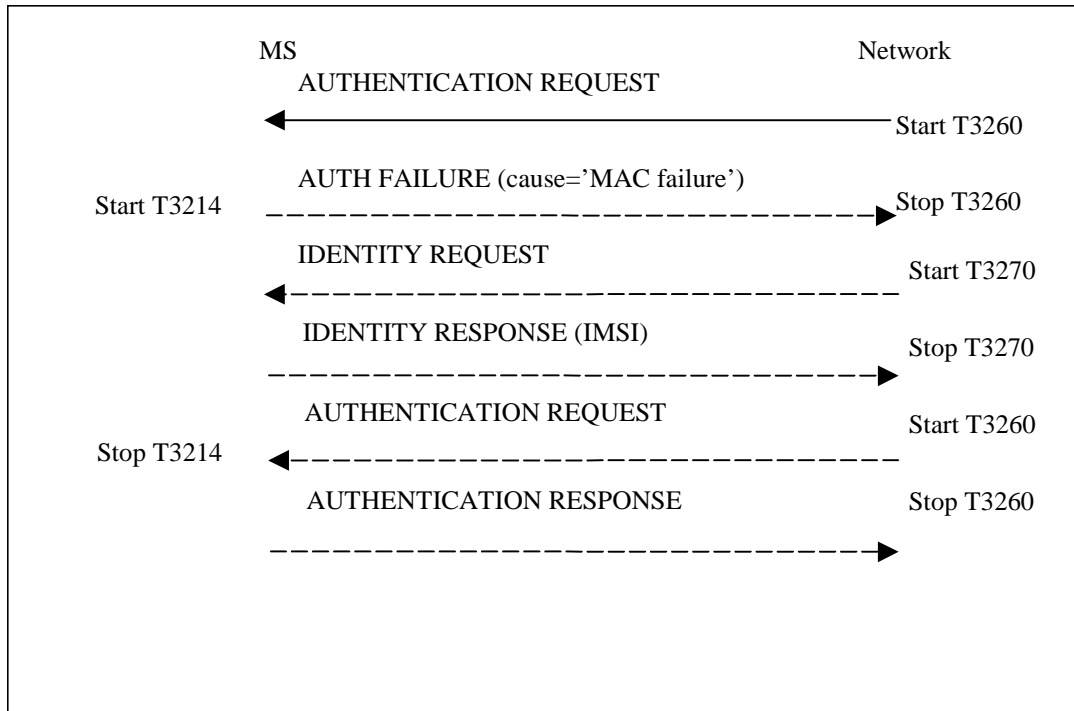 MS Network
AUTHENTICATION REQUEST
Start T3260
AUTH FAILURE (cause=’MAC failure’)
Start T3214 Stop T3260
IDENTITY REQUEST
Start T3270
IDENTITY RESPONSE (IMSI)
Stop T3270
AUTHENTICATION REQUEST
Start T3260
Stop T3214
AUTHENTICATION RESPONSE
Stop T3260